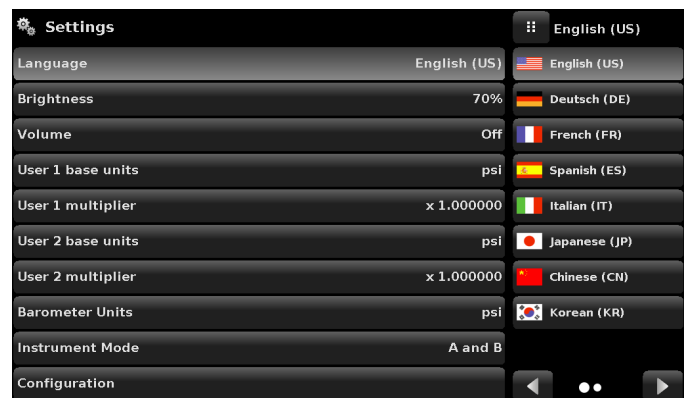 Settings
Language English (US)
Brightness 70%
Volume Off
User 1 base units psi
User 1 multiplier x 1.000000
User 2 base units psi
User 2 multiplier x 1.000000
Barometer Units psi
Instrument Mode A and B
Configuration
English (US)
English (US)
Deutsch (DE)
French (FR)
Spanish (ES)
Italian (IT)
Japanese (JP)
Chinese (CN)
Korean (KR)